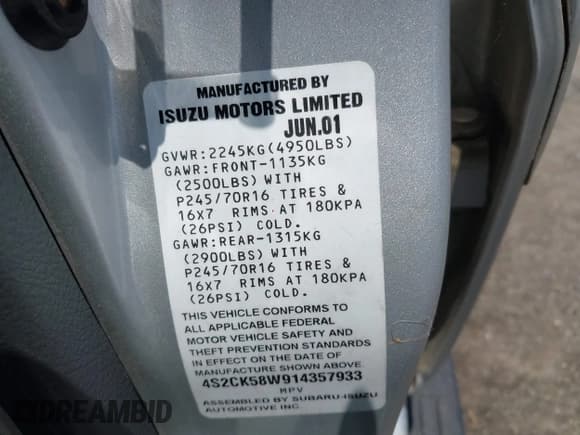 MANUFACTURED BY
ISUZU MOTORS LIMITED
JUN.01
GVWR:2245KG(4950LBS)
GAWR:FRONT-1135KG
(2500LBS) WITH
P245/70R16 TIRES &
16X7 RIMS AT 180KPA
(26PSI) COLD.
GAWR:REAR-1315KG
(2900LBS) WITH
P245/70R16 TIRES &
16X7 RIMS AT 180KPA
(26PSI) COLD.
THIS VEHICLE CONFORMS TO
ALL APPLICABLE FEDERAL
MOTOR VEHICLE SAFETY AND
THEFT PREVENTION STANDARDS
IN EFFECT ON THE DATE OF
MANUFACTURE SHOWN ABOVE
4S2CK58W914357933
MPV
ASSEMBLED BY SUBARU-ISUZU
AUTOMOTIVE INC
DREAMBID